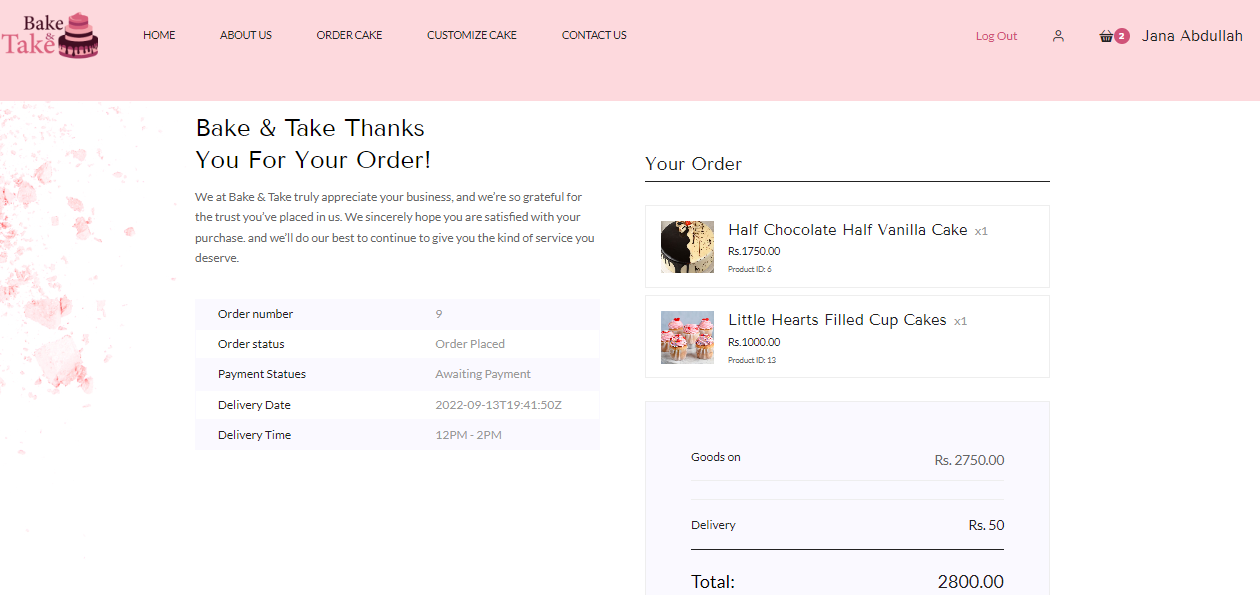 Bake
& 
Take
HOME
ABOUT US
ORDER CAKE
CUSTOMIZE CAKE
CONTACT US
Log Out
2
Jana Abdullah
Bake & Take Thanks
You For Your Order!
We at Bake & Take truly appreciate your business, and we're so grateful for
the trust you've placed in us. We sincerely hope you are satisfied with your
purchase. and we'll do our best to continue to give you the kind of service you
deserve.
Order number 9
Order status Order Placed
Payment Statues Awaiting Payment
Delivery Date 2022-09-13T19:41:50Z
Delivery Time 12PM - 2PM
Your Order
Half Chocolate Half Vanilla Cake x1
Rs.1750.00
Product ID: 6
Little Hearts Filled Cup Cakes x1
Rs.1000.00
Product ID: 13
Goods on Rs. 2750.00
Delivery Rs. 50
Total: 2800.00